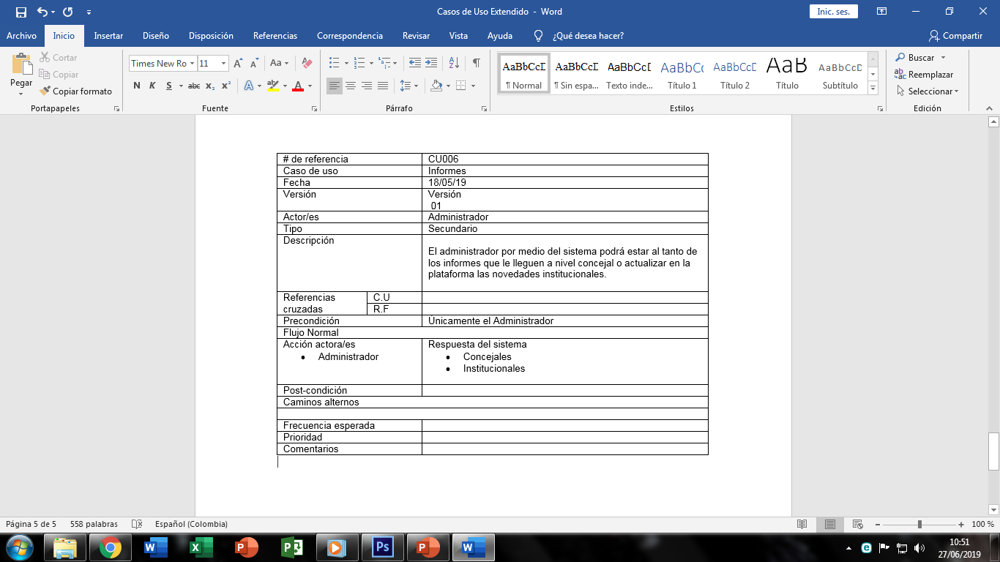 Casos de Uso Extendido - Word
Inic. ses.
Archivo Inicio Insertar Diseño Disposición Referencias Correspondencia Revisar Vista Ayuda ¿Qué desea hacer? Compartir
Pegar
Cortar
Copiar
Copiar formato
Portapapeles
Times New Ro 11
N K S abc x₂ x²
Fuente
Párrafo
AaBbCcD AaBbCcD AaBbCcD AaBbCc AaBbCcD AaB AaBbCcD
¶ Normal ¶ Sin espa... Texto inde... Título 1 Título 2 Título Subtítulo
Estilos
Buscar
Reemplazar
Seleccionar
Edición
# de referencia CU006
Caso de uso Informes
Fecha 18/05/19
Versión Versión
01
Actor/es Administrador
Tipo Secundario
Descripción
El administrador por medio del sistema podrá estar al tanto de
los informes que le lleguen a nivel concejal o actualizar en la
plataforma las novedades institucionales.
Referencias C.U
cruzadas R.F
Precondición Únicamente el Administrador
Flujo Normal
Acción actora/es Respuesta del sistema
• Administrador • Concejales
• Institucionales
Post-condición
Caminos alternos
Frecuencia esperada
Prioridad
Comentarios
Página 5 de 5 558 palabras Español (Colombia) 100 %
10:51
27/06/2019